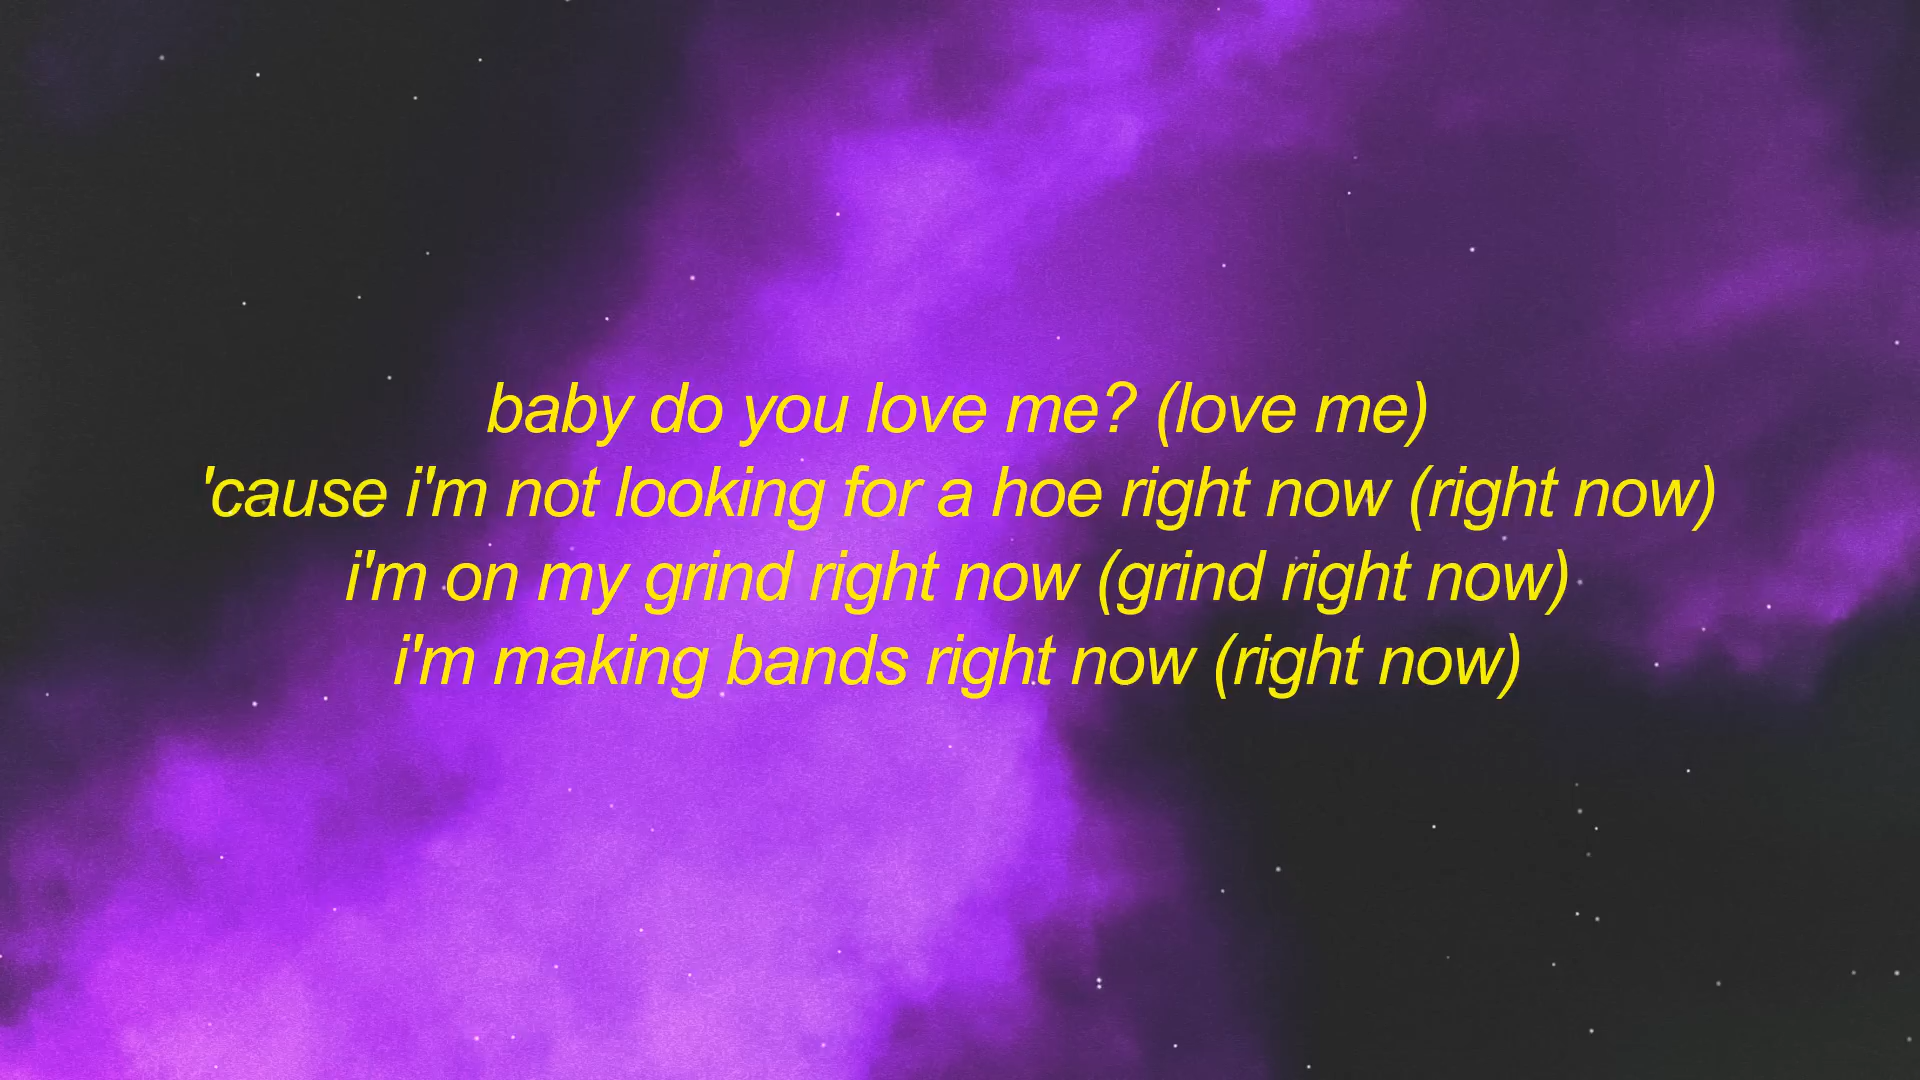 baby do you love me? (love me)
'cause i'm not looking for a hoe right now (right now)
i'm on my grind right now (grind right now)
i'm making bands right now (right now)